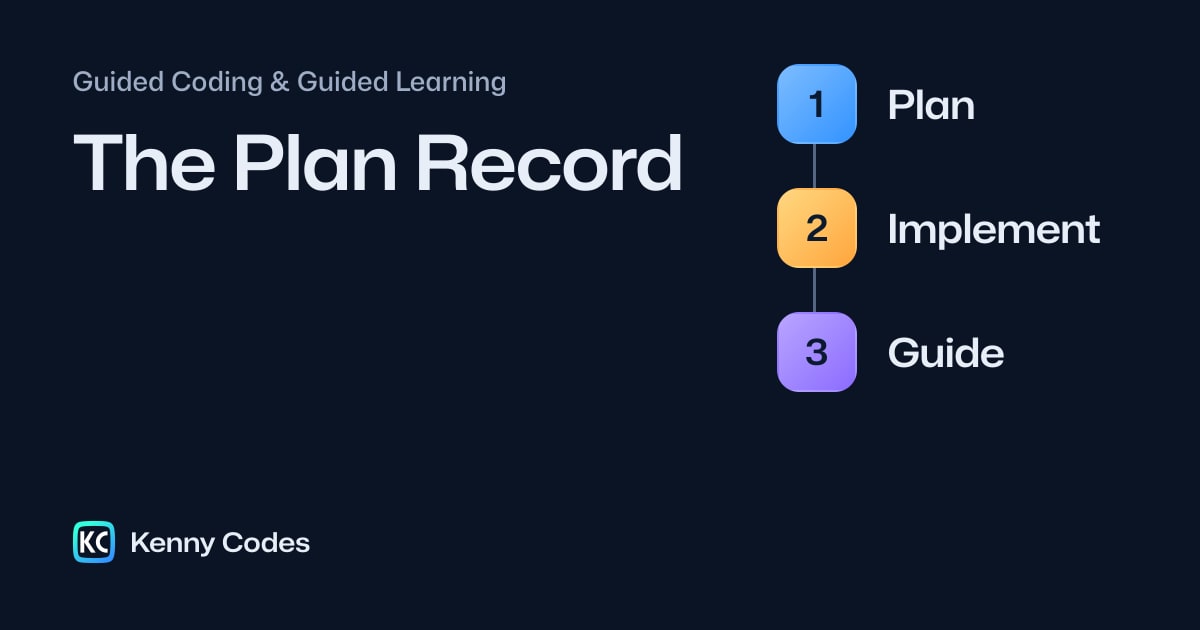 Guided Coding & Guided Learning
The Plan Record
1 Plan
2 Implement
3 Guide
KC Kenny Codes